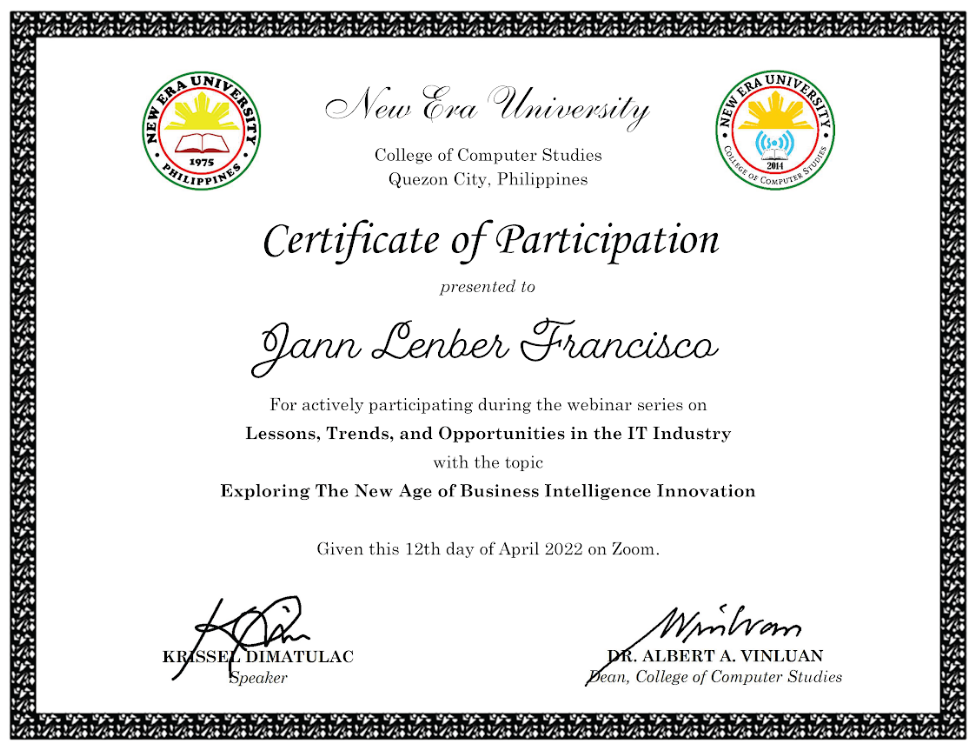 NEW ERA UNIVERSITY
1975
PHILIPPINES
New Era University
College of Computer Studies
Quezon City, Philippines
NEW ERA UNIVERSITY
2014
COLLEGE OF COMPUTER STUDIES
Certificate of Participation
presented to
Jann Lenber Francisco
For actively participating during the webinar series on
Lessons, Trends, and Opportunities in the IT Industry
with the topic
Exploring The New Age of Business Intelligence Innovation
Given this 12th day of April 2022 on Zoom.
KRISSEL DIMATULAC
Speaker
DR. ALBERT A. VINLUAN
Dean, College of Computer Studies